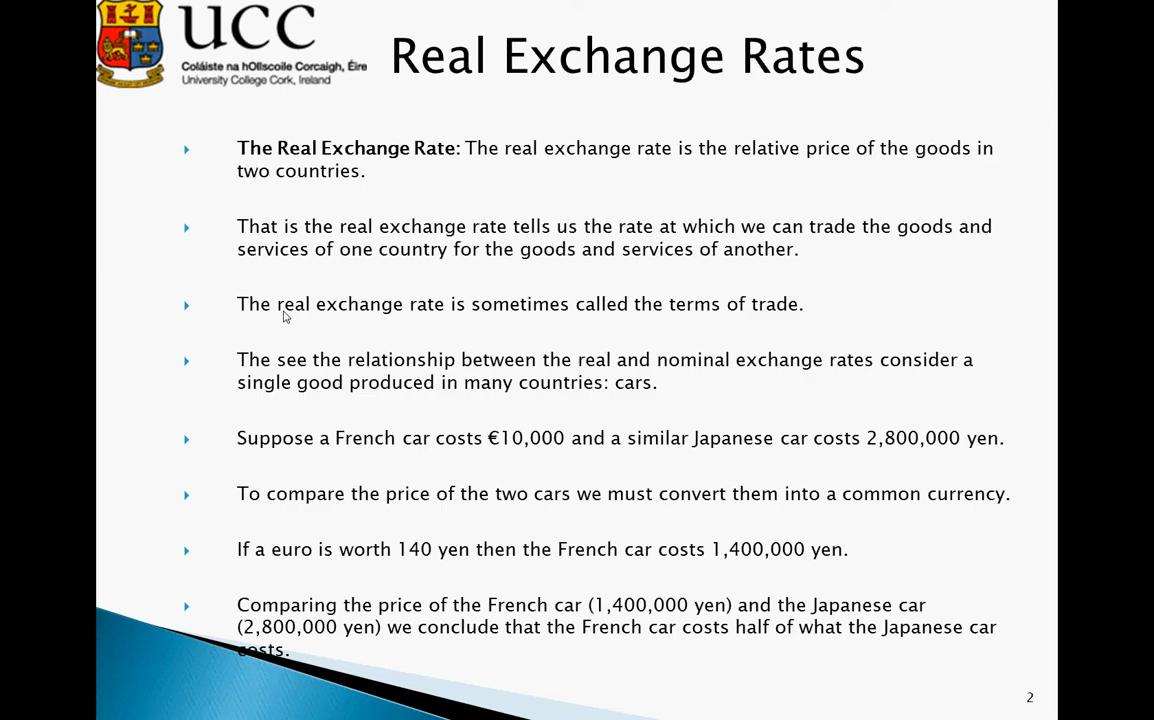 UCC
Coláiste na hOllscoile Corcaigh, Éire
University College Cork, Ireland
Real Exchange Rates
The Real Exchange Rate: The real exchange rate is the relative price of the goods in
two countries.
That is the real exchange rate tells us the rate at which we can trade the goods and
services of one country for the goods and services of another.
The real exchange rate is sometimes called the terms of trade.
The see the relationship between the real and nominal exchange rates consider a
single good produced in many countries: cars.
Suppose a French car costs €10,000 and a similar Japanese car costs 2,800,000 yen.
To compare the price of the two cars we must convert them into a common currency.
If a euro is worth 140 yen then the French car costs 1,400,000 yen.
Comparing the price of the French car (1,400,000 yen) and the Japanese car
(2,800,000 yen) we conclude that the French car costs half of what the Japanese car
costs.
2